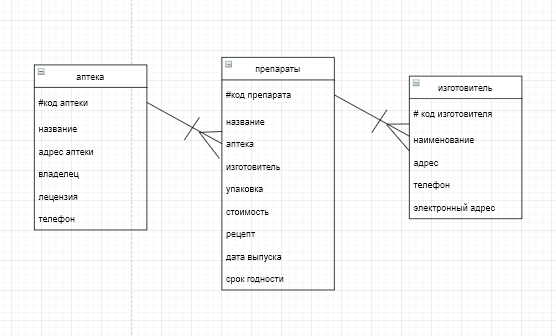 аптека
#код аптеки
название
адрес аптеки
владелец
лецензия
телефон
препараты
#код препарата
название
аптека
изготовитель
упаковка
стоимость
рецепт
дата выпуска
срок годности
изготовитель
# код изготовителя
наименование
адрес
телефон
электронный адрес